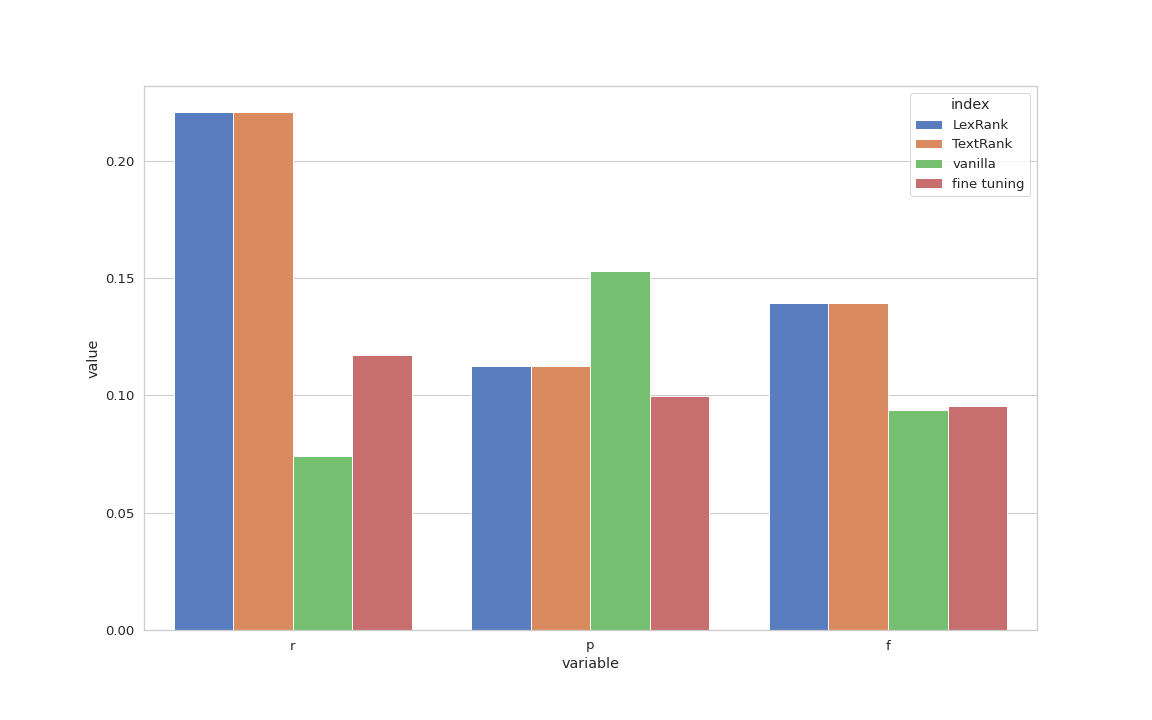 index
LexRank
TextRank
vanilla
fine tuning
0.20
0.15
0.10
0.05
0.00
value
r p f
variable